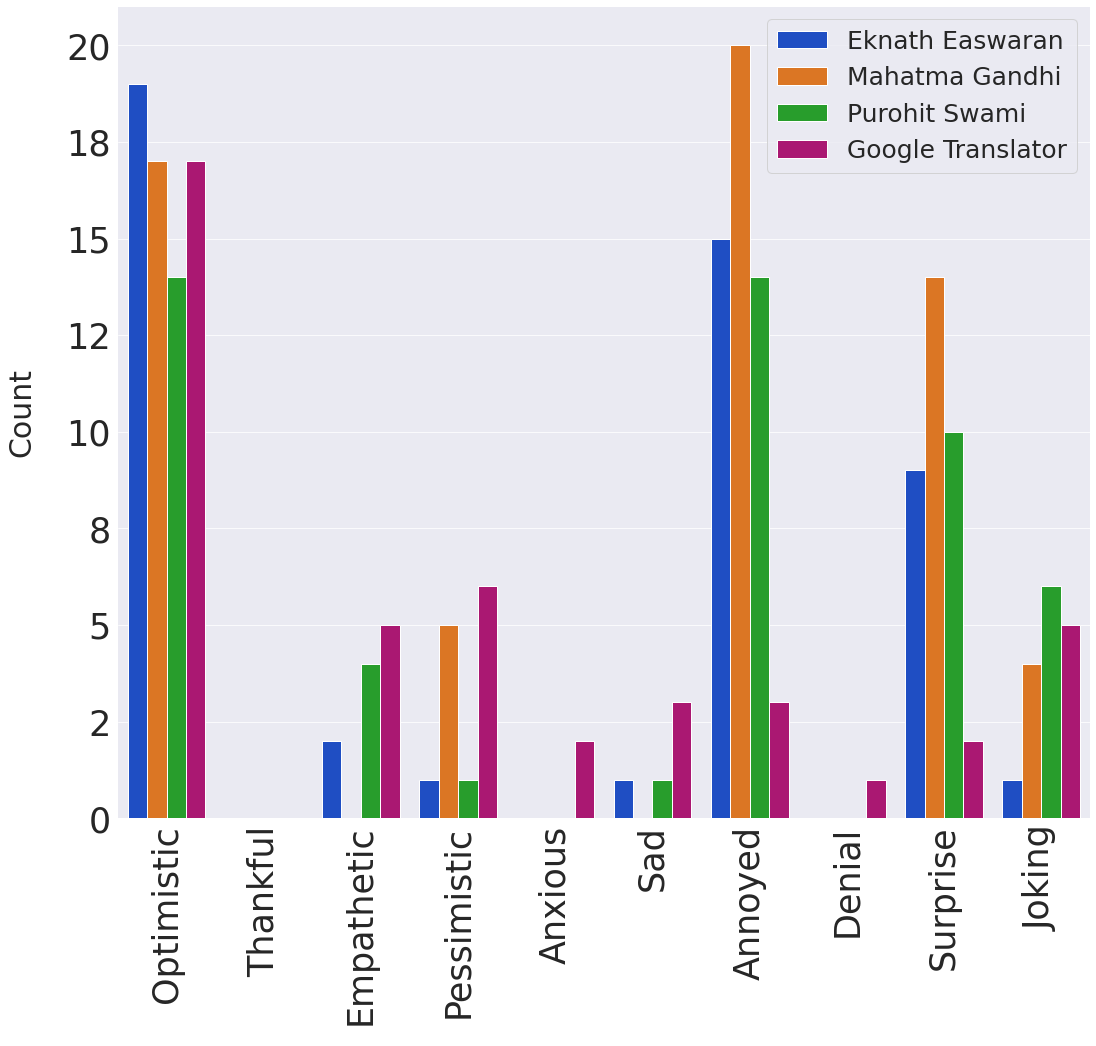 Eknath Easwaran
Mahatma Gandhi
Purohit Swami
Google Translator
Count
20
18
15
12
10
8
5
2
0
Optimistic
Thankful
Empathetic
Pessimistic
Anxious
Sad
Annoyed
Denial
Surprise
Joking